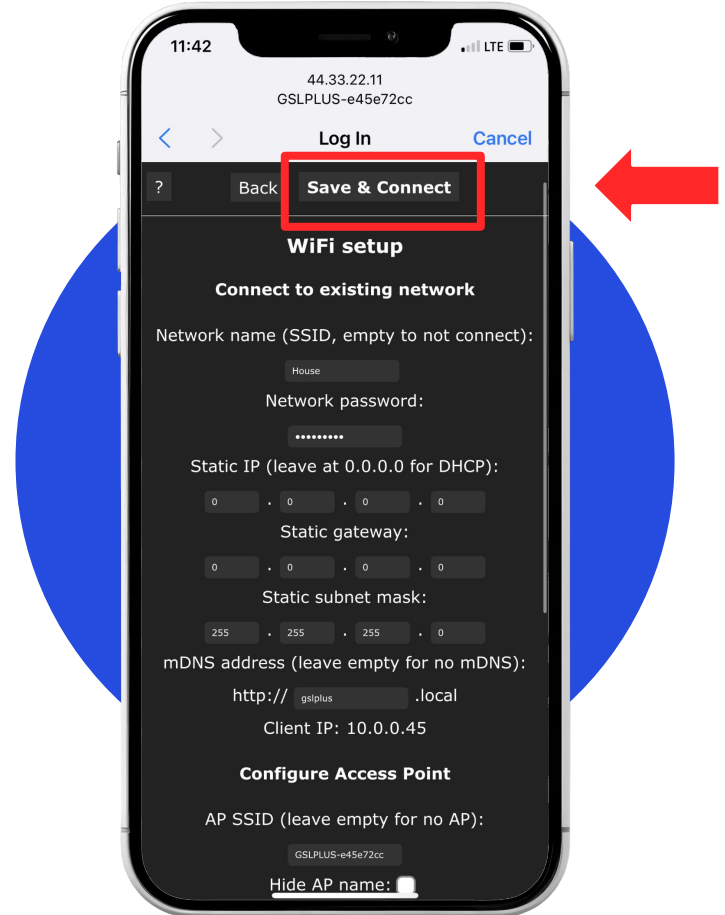 11:42
LTE
44.33.22.11
GSLPLUS-e45e72cc
Log In
Cancel
? Back Save & Connect
WiFi setup
Connect to existing network
Network name (SSID, empty to not connect):
House
Network password:
•••••••••
Static IP (leave at 0.0.0.0 for DHCP):
0 . 0 . 0 . 0
Static gateway:
0 . 0 . 0 . 0
Static subnet mask:
255 . 255 . 255 . 0
mDNS address (leave empty for no mDNS):
http:// gslplus .local
Client IP: 10.0.0.45
Configure Access Point
AP SSID (leave empty for no AP):
GSLPLUS-e45e72cc
Hide AP name: